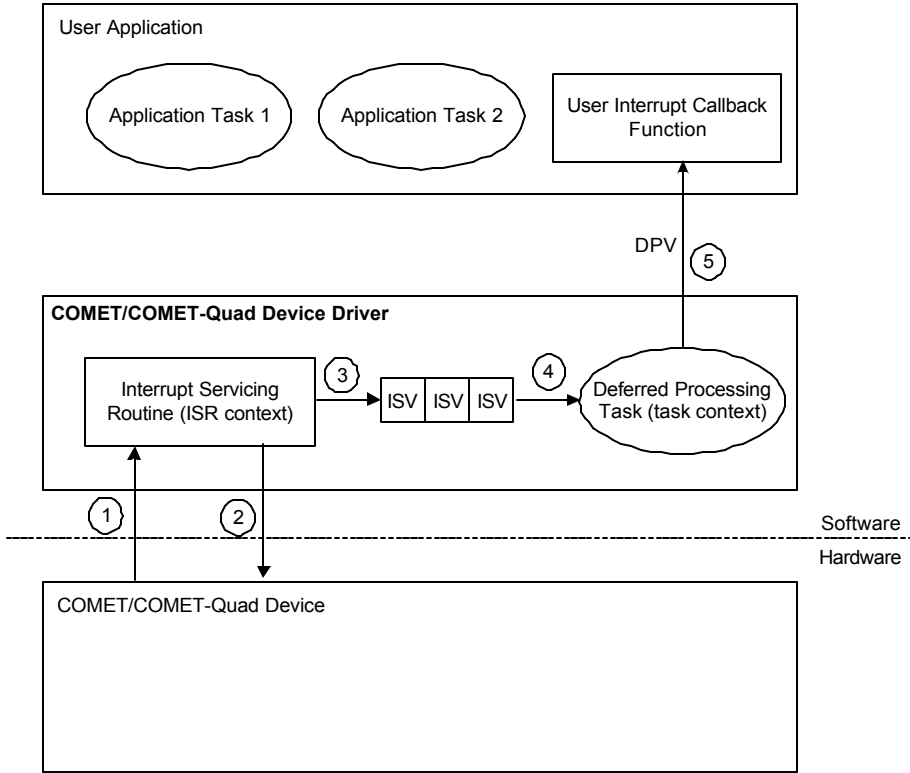 User Application
Application Task 1
Application Task 2
User Interrupt Callback
Function
DPV
5
COMET/COMET-Quad Device Driver
Interrupt Servicing
Routine (ISR context)
3
ISV ISV ISV
4
Deferred Processing
Task (task context)
1
2
Software
Hardware
COMET/COMET-Quad Device